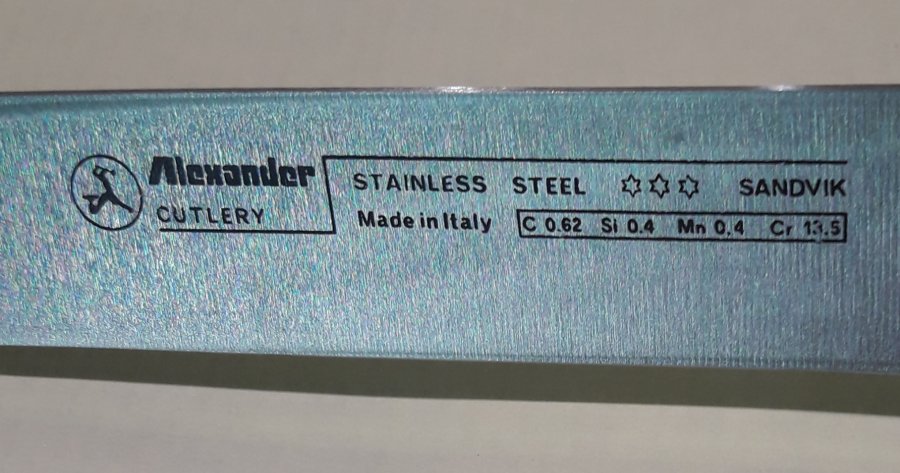 Alexander
CUTLERY
STAINLESS STEEL ✡✡✡ SANDVIK
Made in Italy
C 0.62 Si 0.4 Mn 0,4 Cr 13.5